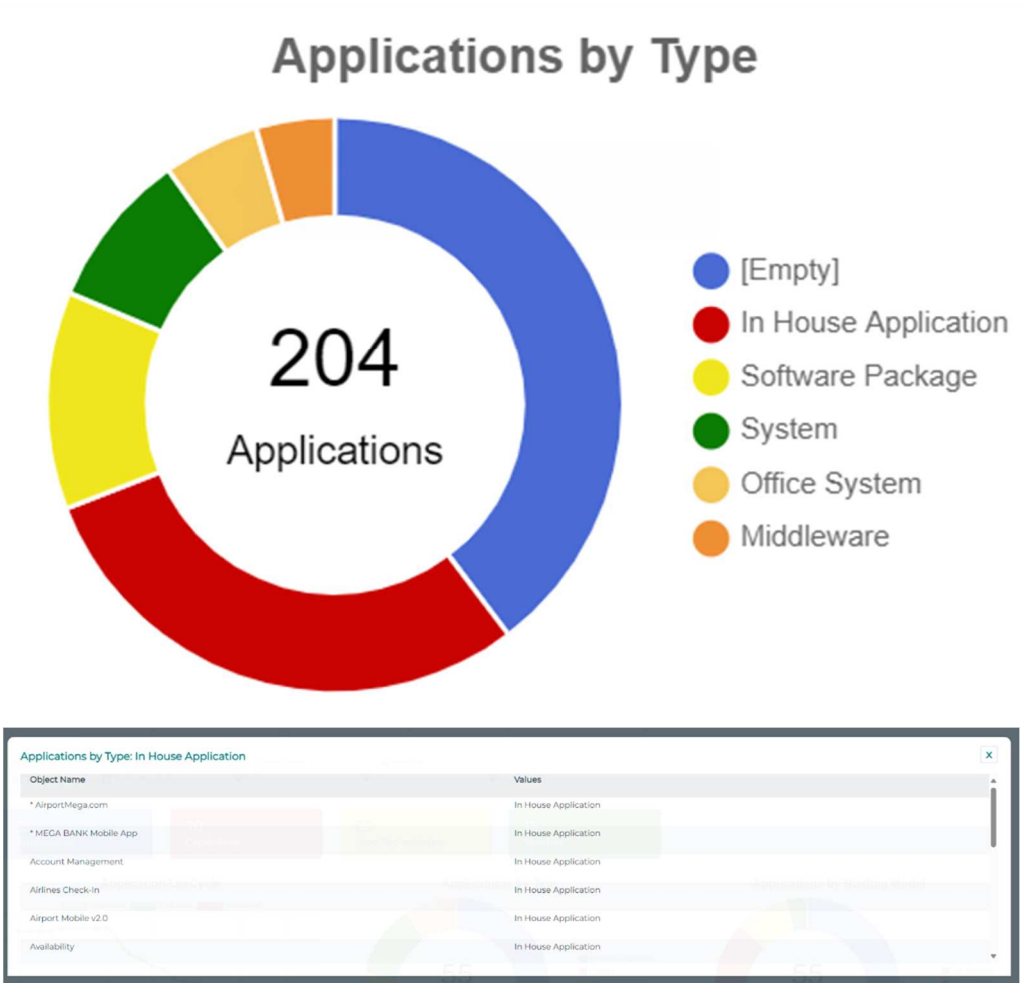 Applications by Type
204
Applications
[Empty]
In House Application
Software Package
System
Office System
Middleware
Applications by Type: In House Application
X
Object Name Values
* AirportMega.com In House Application
* MEGA BANK Mobile App In House Application
Account Management In House Application
Airlines Check-In In House Application
Airport Mobile v2.0 In House Application
Availability In House Application
55
55